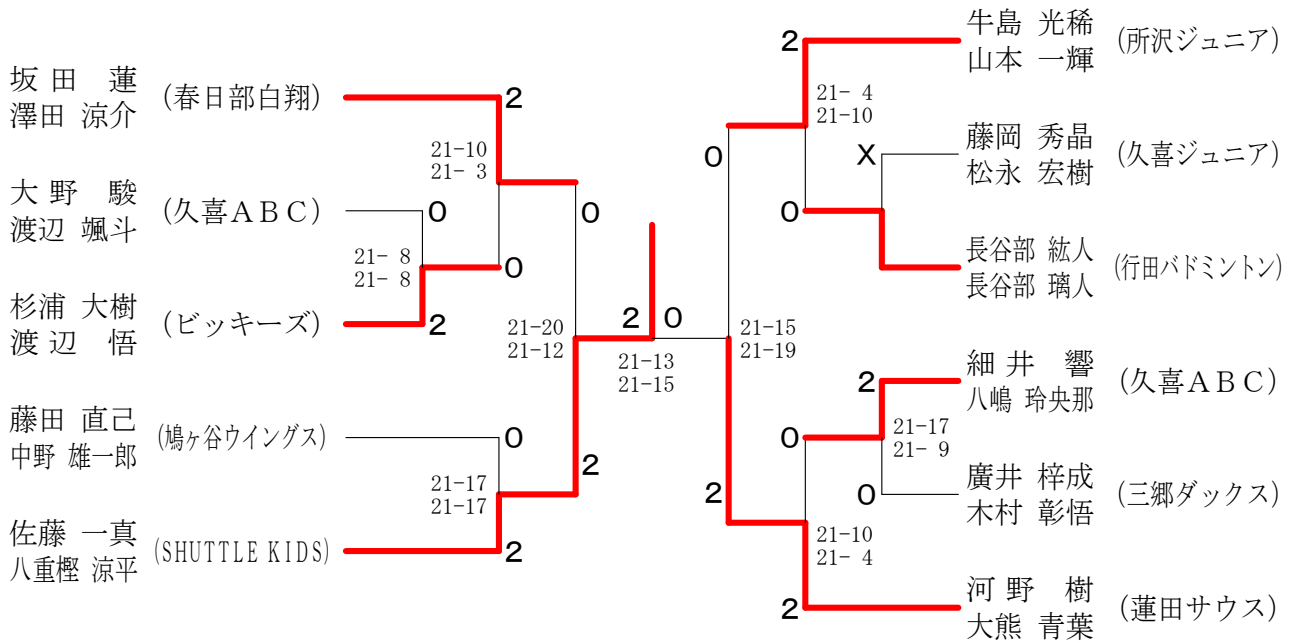 坂田 蓮
澤田 涼介
(春日部白翔)
2
21-10
21- 3
大野 駿
渡辺 颯斗
(久喜ABC)
0
21- 8
21- 8
0
杉浦 大樹
渡辺 悟
(ビッキーズ)
2
0
21-20
21-12
藤田 直己
中野 雄一郎
(鳩ヶ谷ウイングス)
0
21-17
21-17
2
佐藤 一真
八重樫 涼平
(SHUTTLE KIDS)
2
2
0
21-13
21-15
2
牛島 光稀
山本 一輝
(所沢ジュニア)
21- 4
21-10
0
X
藤岡 秀晶
松永 宏樹
(久喜ジュニア)
0
長谷部 紘人
長谷部 璃人
(行田バドミントン)
21-15
21-19
2
細井 響
八嶋 玲央那
(久喜ABC)
0
21-17
21- 9
2
0
廣井 梓成
木村 彰悟
(三郷ダックス)
21-10
21- 4
2
河野 樹
大熊 青葉
(蓮田サウス)